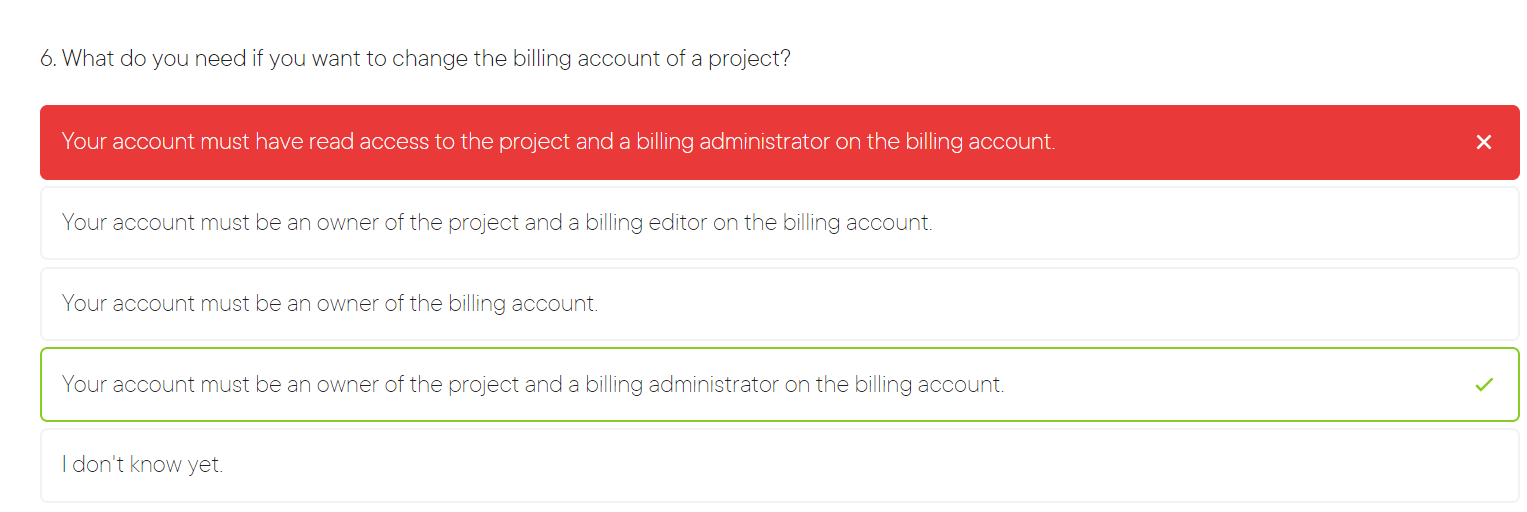 6. What do you need if you want to change the billing account of a project?
Your account must have read access to the project and a billing administrator on the billing account.
Your account must be an owner of the project and a billing editor on the billing account.
Your account must be an owner of the billing account.
Your account must be an owner of the project and a billing administrator on the billing account.
I don't know yet.